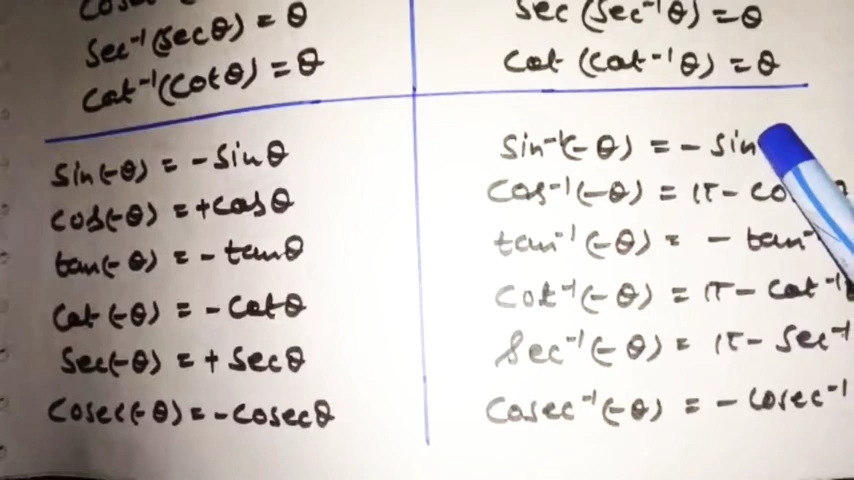 sec⁻¹(secθ) = θ
cot⁻¹(cotθ) = θ
sin(-θ) = - sinθ
cos(-θ) = +cosθ
tan(-θ) = - tanθ
cot(-θ) = - cotθ
sec(-θ) = + secθ
cosec(-θ) = - cosecθ
sec(sec⁻¹θ) = θ
cot(cot⁻¹θ) = θ
sin⁻¹(-θ) = - sin
cos⁻¹(-θ) = π - co
tan⁻¹(-θ) = - tan⁻
cot⁻¹(-θ) = π - cot⁻¹
sec⁻¹(-θ) = π - sec⁻¹
cosec⁻¹(-θ) = - cosec⁻¹